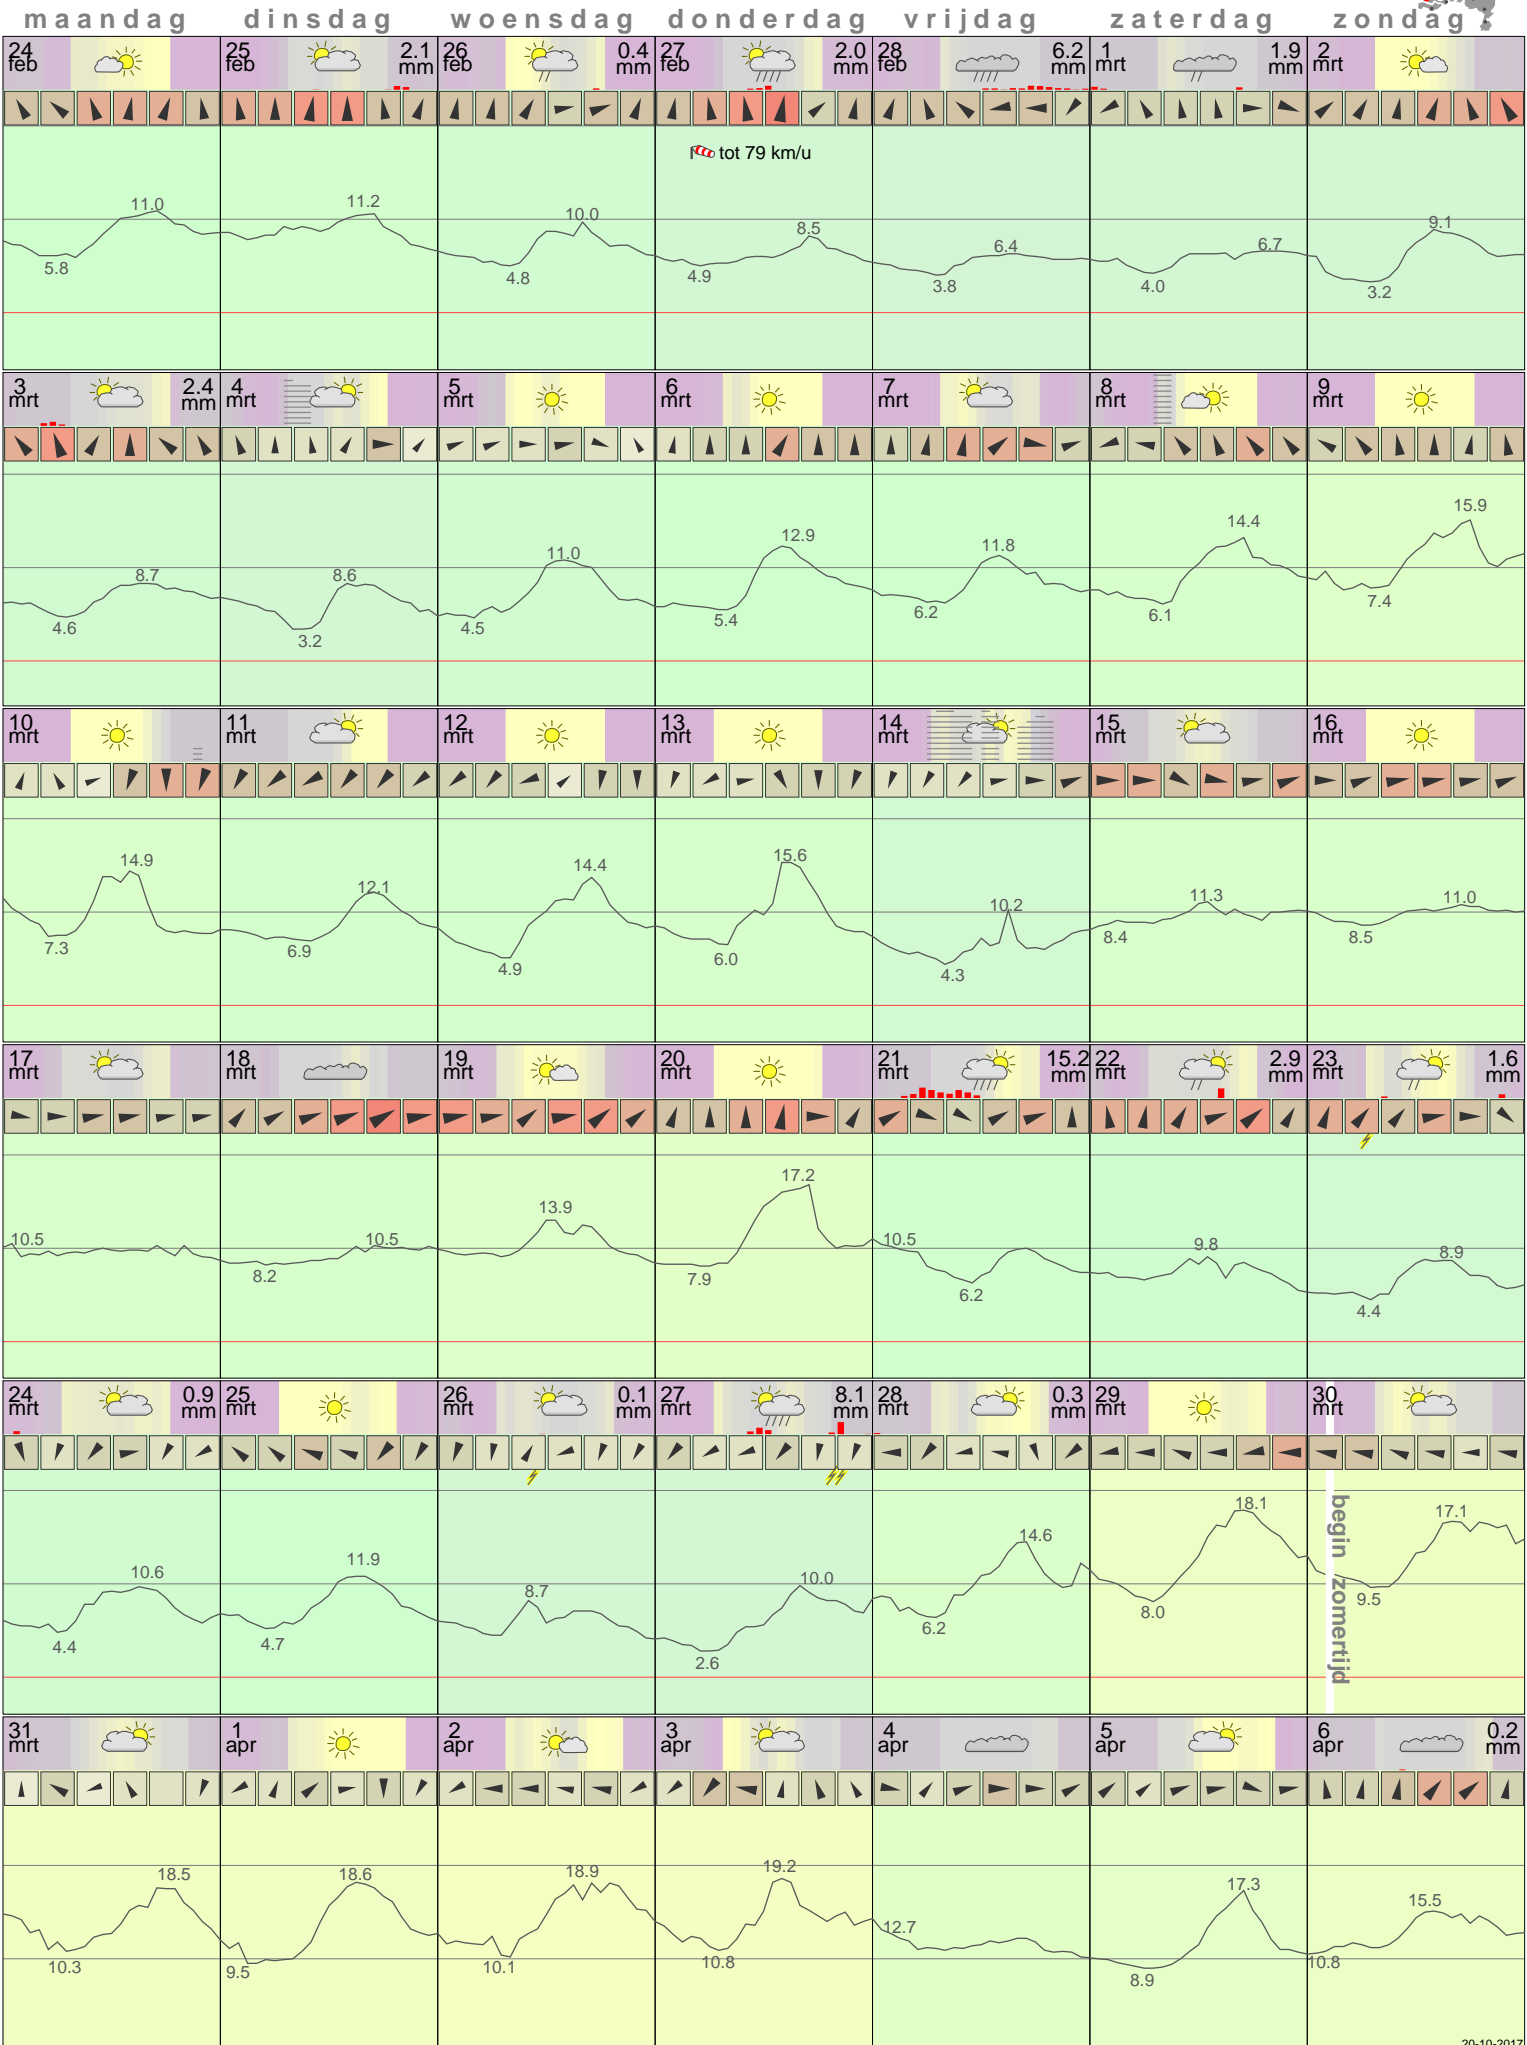 maandag dinsdag woensdag donderdag vrijdag zaterdag zondag
24 25 2.1 26 0.4 27 2.0 28 6.2 1 1.9 2
feb feb mm feb mm feb mm feb mm mrt mm mrt
tot 79 km/u
11.0 11.2 10.0 8.5 6.4 6.7 9.1
5.8 4.8 4.9 3.8 4.0 3.2
3 2.4 4 5 6 7 8 9
mrt mm mrt mrt mrt mrt mrt mrt
8.7 8.6 11.0 12.9 11.8 14.4 15.9
4.6 3.2 4.5 5.4 6.2 6.1 7.4
10 11 12 13 14 15 16
mrt mrt mrt mrt mrt mrt mrt
14.9 12.1 14.4 15.6 10.2 11.3 11.0
7.3 6.9 4.9 6.0 4.3 8.4 8.5
17 18 19 20 21 15.2 22 2.9 23 1.6
mrt mrt mrt mrt mrt mm mrt mm mrt mm
10.5 10.5 13.9 17.2 10.5 9.8 8.9
8.2 7.9 6.2 4.4
24 0.9 25 26 0.1 27 8.1 28 0.3 29 30
mrt mm mrt mrt mm mrt mm mrt mm mrt mrt
begin zomertijd
10.6 11.9 8.7 10.0 14.6 18.1 17.1
4.4 4.7 2.6 6.2 8.0 9.5
31 1 2 3 4 5 6 0.2
mrt apr apr apr apr apr apr mm
18.5 18.6 18.9 19.2 12.7 17.3 15.5
10.3 9.5 10.1 10.8 8.9 10.8
20-10-2017